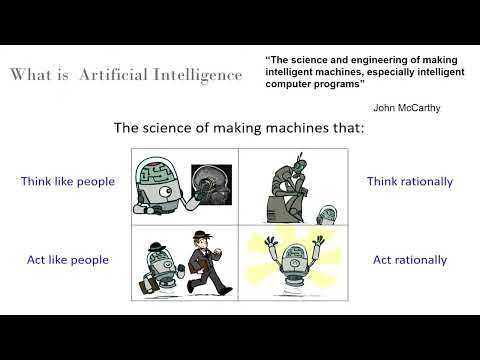 What is Artificial Intelligence
“The science and engineering of making
intelligent machines, especially intelligent
computer programs”
John McCarthy
The science of making machines that:
Think like people
Think rationally
Act like people
Act rationally